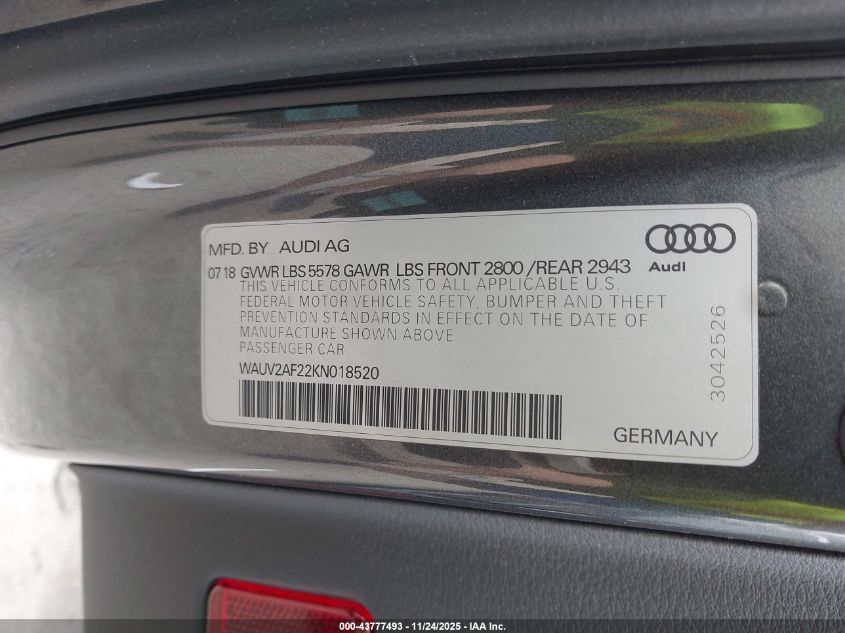 MFD. BY AUDI AG
Audi
07 18 GVWR LBS 5578 GAWR LBS FRONT 2800 /REAR 2943
THIS VEHICLE CONFORMS TO ALL APPLICABLE U.S.
FEDERAL MOTOR VEHICLE SAFETY, BUMPER AND THEFT
PREVENTION STANDARDS IN EFFECT ON THE DATE OF
MANUFACTURE SHOWN ABOVE
PASSENGER CAR
WAUV2AF22KN018520
3042526
GERMANY
000-43777493 - 11/24/2025 - IAA Inc.